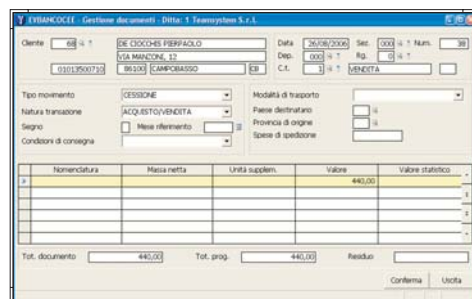 EVBANCOCEE - Gestione documenti - Ditta: 1 Teamsystem S.r.l.
Cliente 68 DE CIOCCHIS PIERPAOLO Data 26/08/2006 Sez. 000 Num. 38
VIA MANZONI, 12 Dep. 000 Rg. 0
01013500710 86100 CAMPOBASSO CB C.t. 1 VENDITA
Tipo movimento CESSIONE Modalità di trasporto
Natura transazione ACQUISTO/VENDITA Paese destinatario
Segno Mese riferimento Provincia di origine
Condizioni di consegna Spese di spedizione
Nomenclatura Massa netta Unità supplem. Valore Valore statistico
440,00
Tot. documento 440,00 Tot. prog. 440,00 Residuo
Conferma Uscita